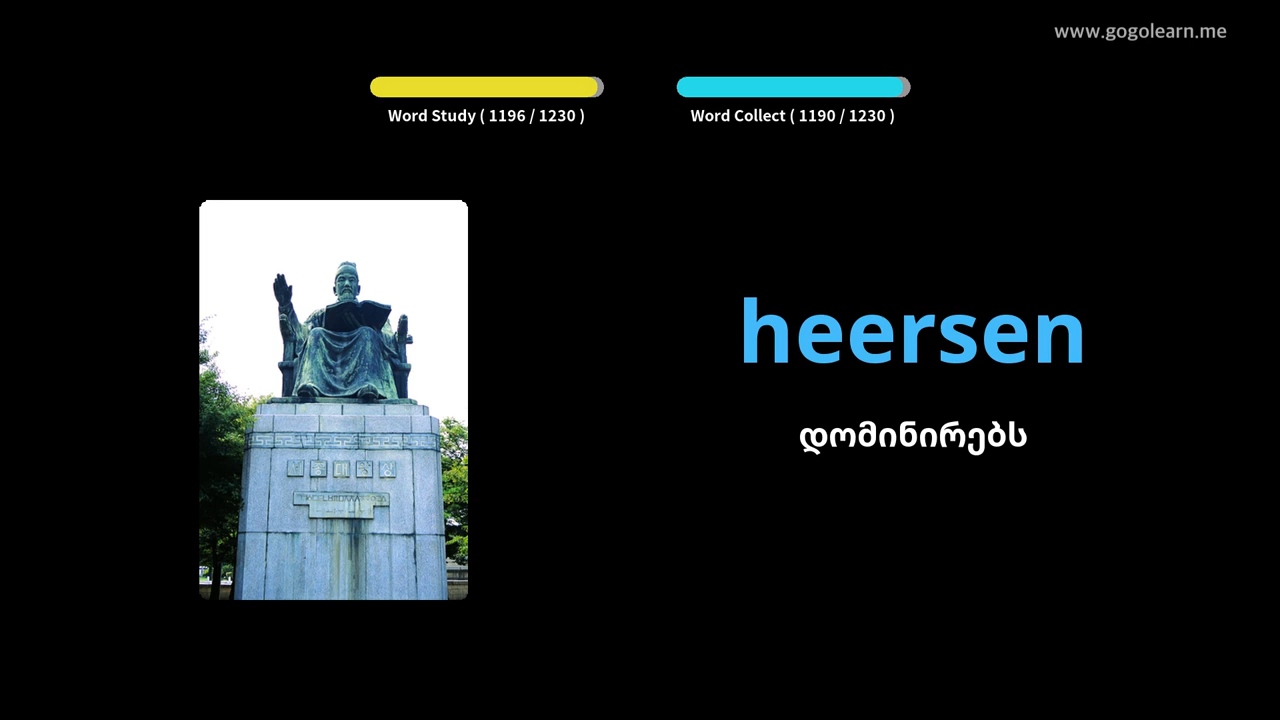 www.gogolearn.me
Word Study ( 1196 / 1230 )
Word Collect ( 1190 / 1230 )
heersen
დომინირებს